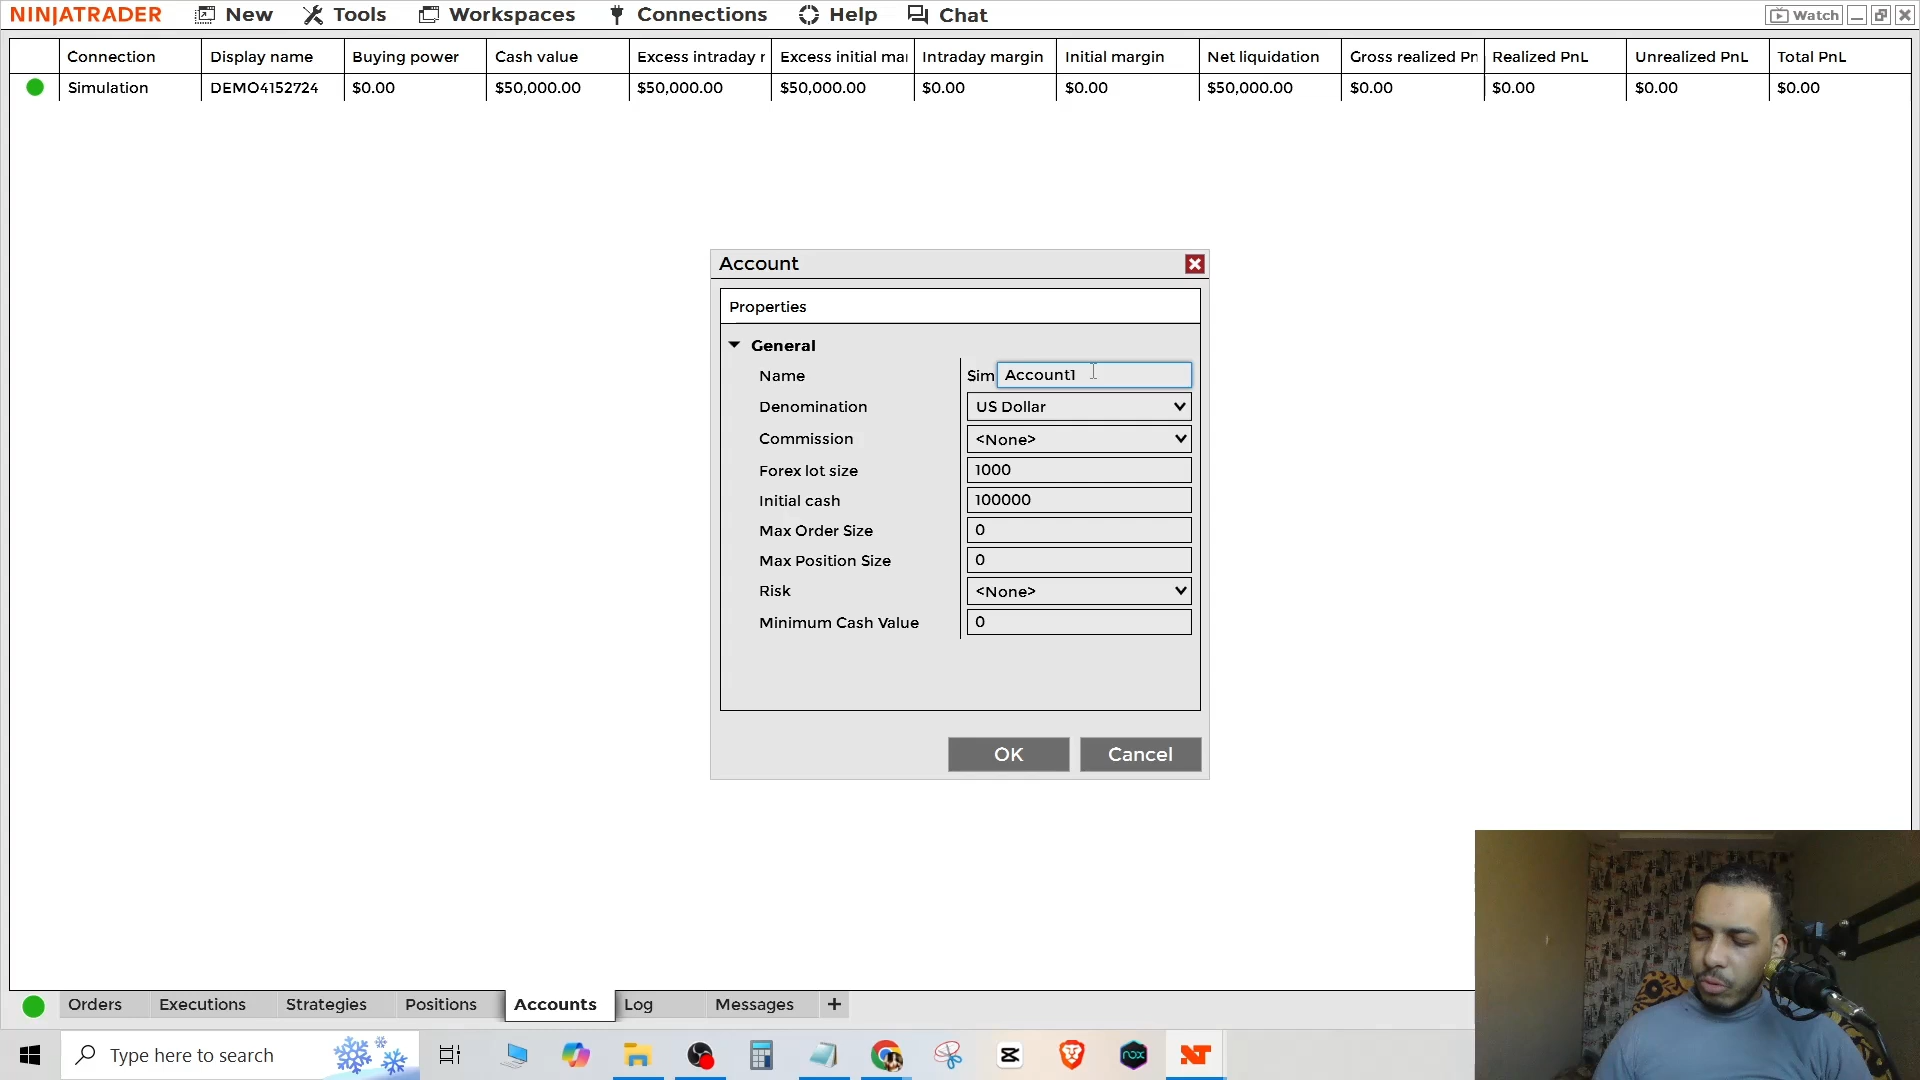 NINJATRADER New Tools Workspaces Connections Help Chat Watch
Connection Display name Buying power Cash value Excess intraday r Excess initial mar Intraday margin Initial margin Net liquidation Gross realized Pn Realized PnL Unrealized PnL Total PnL
Simulation DEMO4152724 $0.00 $50,000.00 $50,000.00 $50,000.00 $0.00 $0.00 $50,000.00 $0.00 $0.00 $0.00 $0.00
Account
Properties
General
Name Sim Account1
Denomination US Dollar
Commission <None>
Forex lot size 1000
Initial cash 100000
Max Order Size 0
Max Position Size 0
Risk <None>
Minimum Cash Value 0
OK Cancel
Orders Executions Strategies Positions Accounts Log Messages +
Type here to search
nox